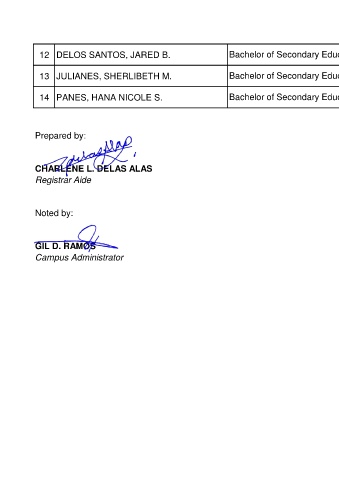 12 DELOS SANTOS, JARED B. Bachelor of Secondary Educ
13 JULIANES, SHERLIBETH M. Bachelor of Secondary Educ
14 PANES, HANA NICOLE S. Bachelor of Secondary Educ
Prepared by:
CHARLENE L. DELAS ALAS
Registrar Aide
Noted by:
GIL D. RAMOS
Campus Administrator